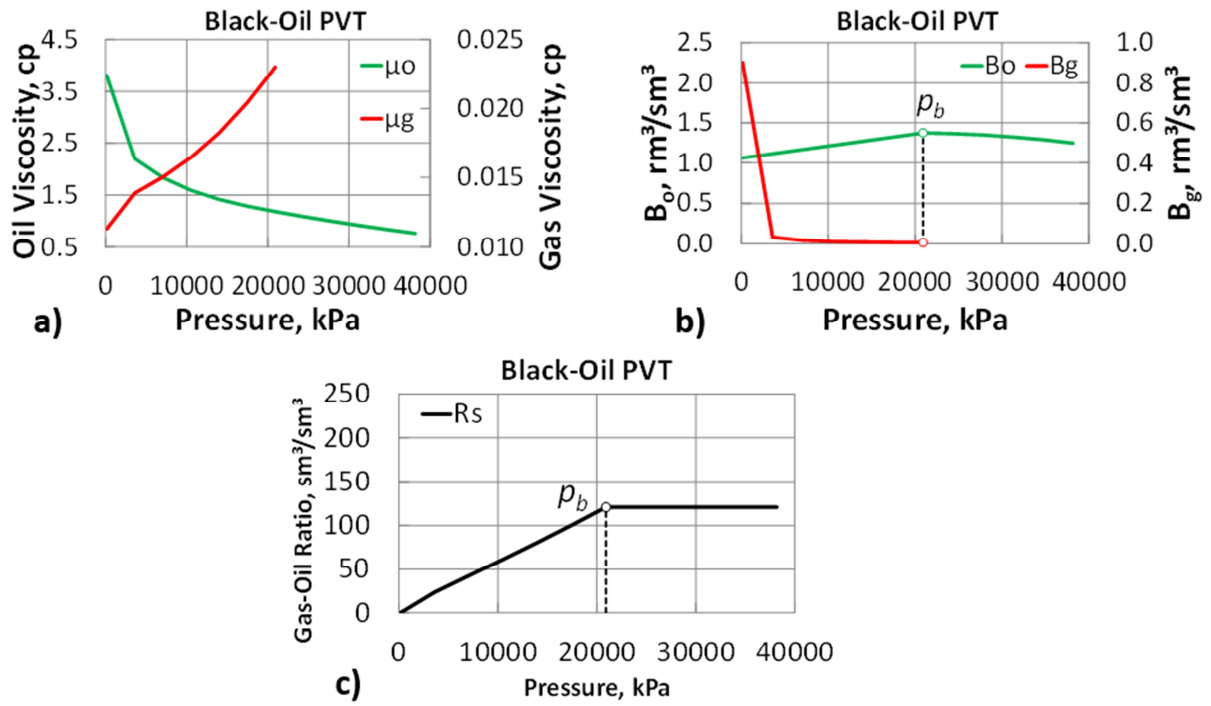 Black-Oil PVT
4.5
3.5
2.5
1.5
0.5
Oil Viscosity, cp
μo
μg
0.025
0.020
0.015
0.010
Gas Viscosity, cp
0 10000 20000 30000 40000
Pressure, kPa
a)
Black-Oil PVT
2.5
2.0
1.5
1.0
0.5
0.0
Bo, rm³/sm³
Bo Bg
pb
1.0
0.8
0.6
0.4
0.2
0.0
Bg, rm³/sm³
0 10000 20000 30000 40000
Pressure, kPa
b)
Black-Oil PVT
250
200
150
100
50
0
Gas-Oil Ratio, sm³/sm³
Rs
pb
0 10000 20000 30000 40000
Pressure, kPa
c)